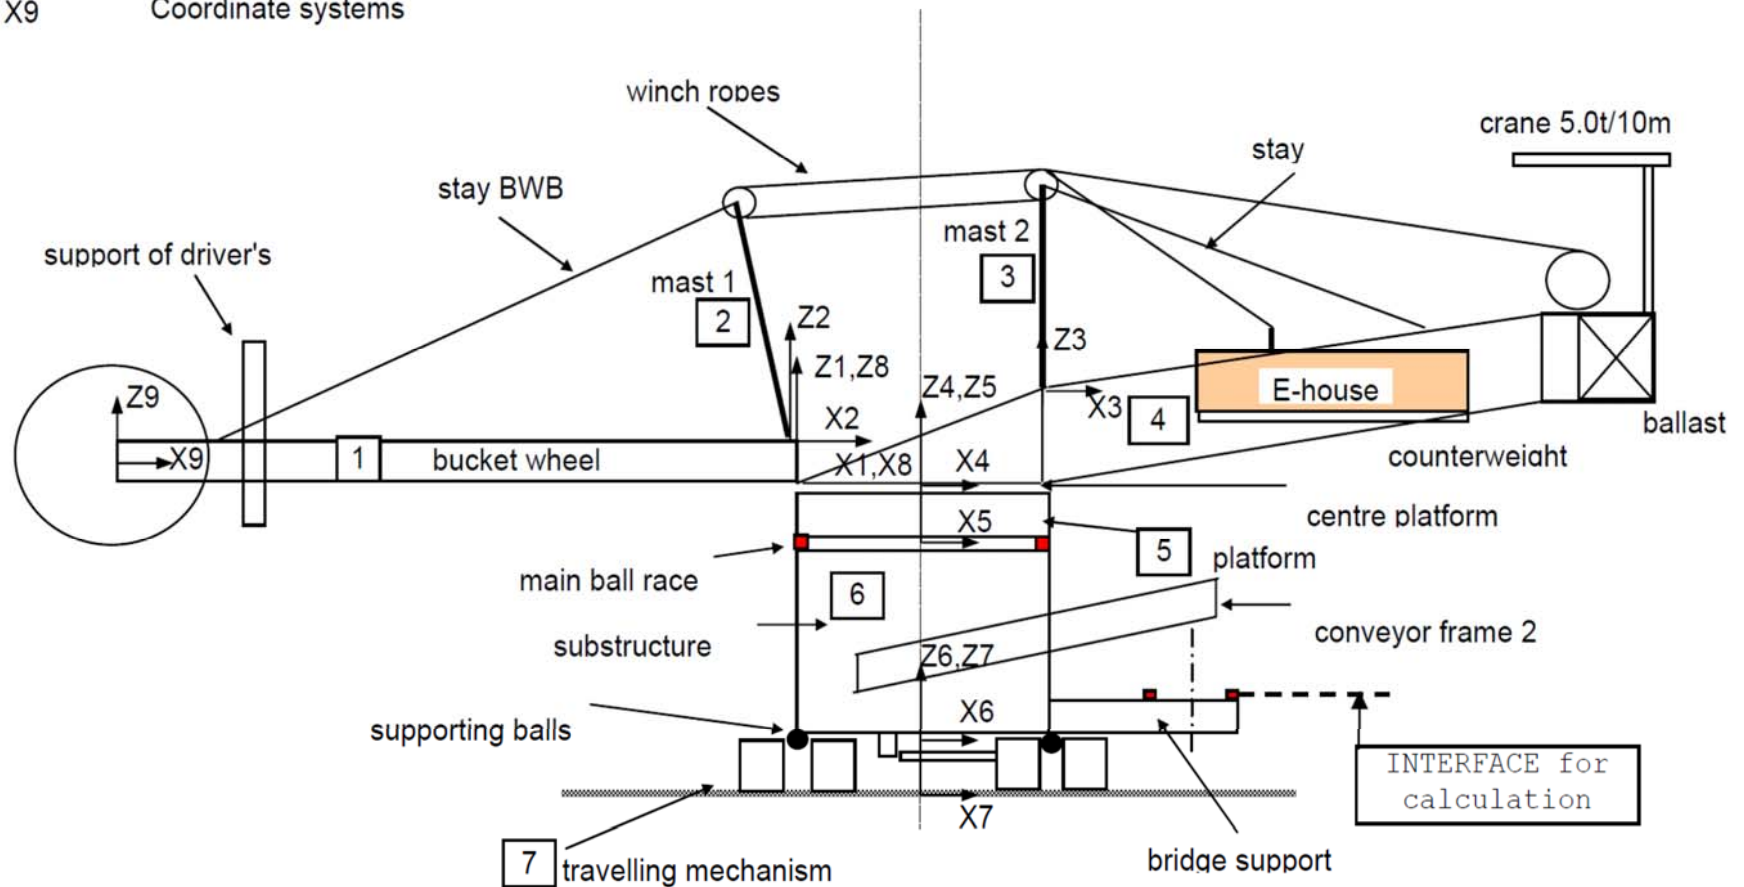 X9 Coordinate systems
winch ropes
crane 5.0t/10m
stay
stay BWB
mast 2
support of driver's
3
mast 1
2
Z2
Z3
Z1,Z8
Z4,Z5
E-house
Z9
X3
4
X2
ballast
X9
1
bucket wheel
X1,X8
X4
counterweight
centre platform
X5
5
platform
main ball race
6
substructure
conveyor frame 2
Z6,Z7
X6
supporting balls
INTERFACE for
calculation
X7
7
travelling mechanism
bridge support